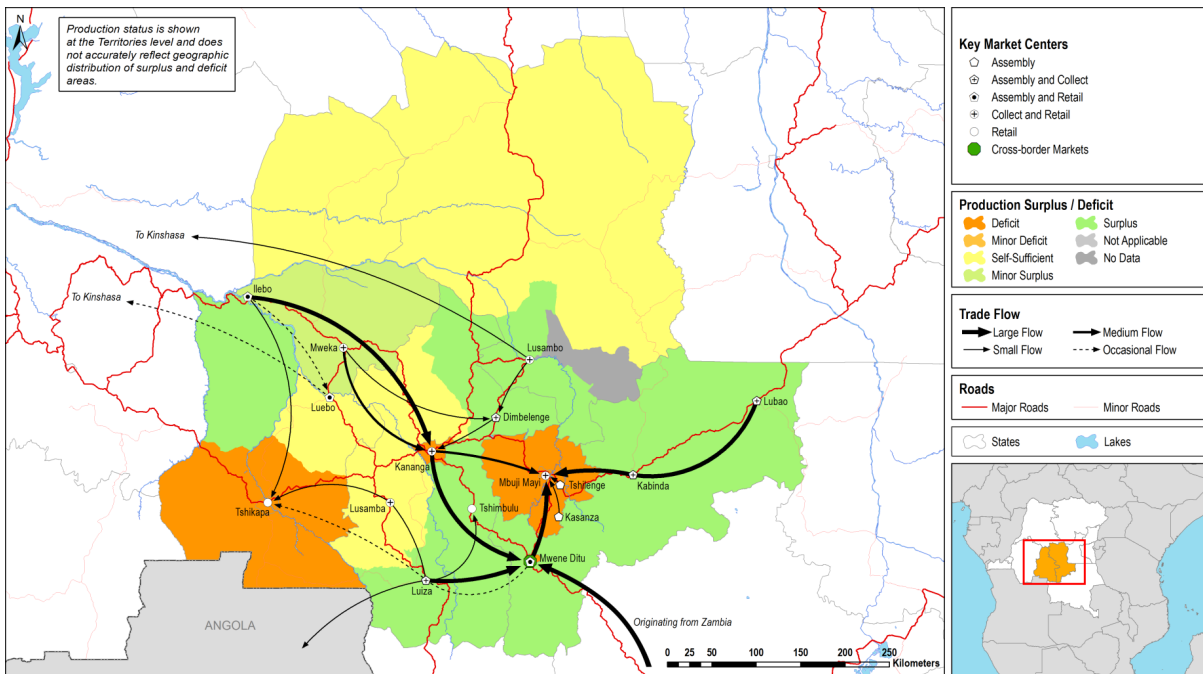 N
Production status is shown
at the Territories level and does
not accurately reflect geographic
distribution of surplus and deficit
areas.
To Kinshasa
To Kinshasa
Ilebo
Mweka
Lusambo
Luebo
Dimbelenge
Lubao
Kananga
Mbuji Mayi
Tshilenge
Kabinda
Tshikapa
Lusamba
Tshimbulu
Kasanza
Mwene Ditu
Luiza
ANGOLA
Originating from Zambia
0 25 50 100 150 200 250
Kilometers
Key Market Centers
Assembly
Assembly and Collect
Assembly and Retail
Collect and Retail
Retail
Cross-border Markets
Production Surplus / Deficit
Deficit
Minor Deficit
Self-Sufficient
Minor Surplus
Surplus
Not Applicable
No Data
Trade Flow
Large Flow
Medium Flow
Small Flow
Occasional Flow
Roads
Major Roads
Minor Roads
States
Lakes